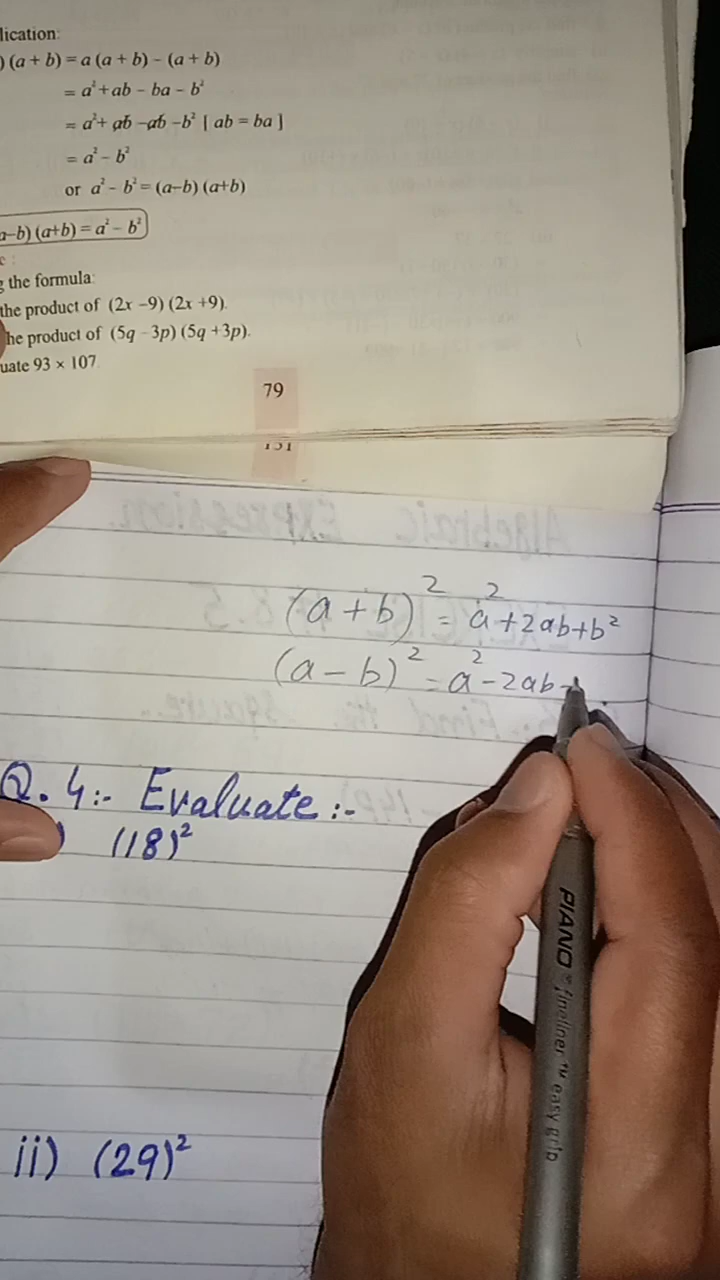 lication:
) (a + b) = a (a + b) − (a + b)
= a² + ab − ba − b²
= a² + ab − ab − b² [ ab = ba ]
= a² − b²
or a² − b² = (a−b) (a+b)
a−b) (a+b) = a² − b²
the formula:
the product of (2x −9) (2x +9).
he product of (5q −3p) (5q +3p).
uate 93 × 107.
79
151
(a + b)² = a² + 2ab + b²
(a − b)² = a² − 2ab
Q.4:- Evaluate :-
) (18)²
ii) (29)²
PIANO fineliner TM easy grip